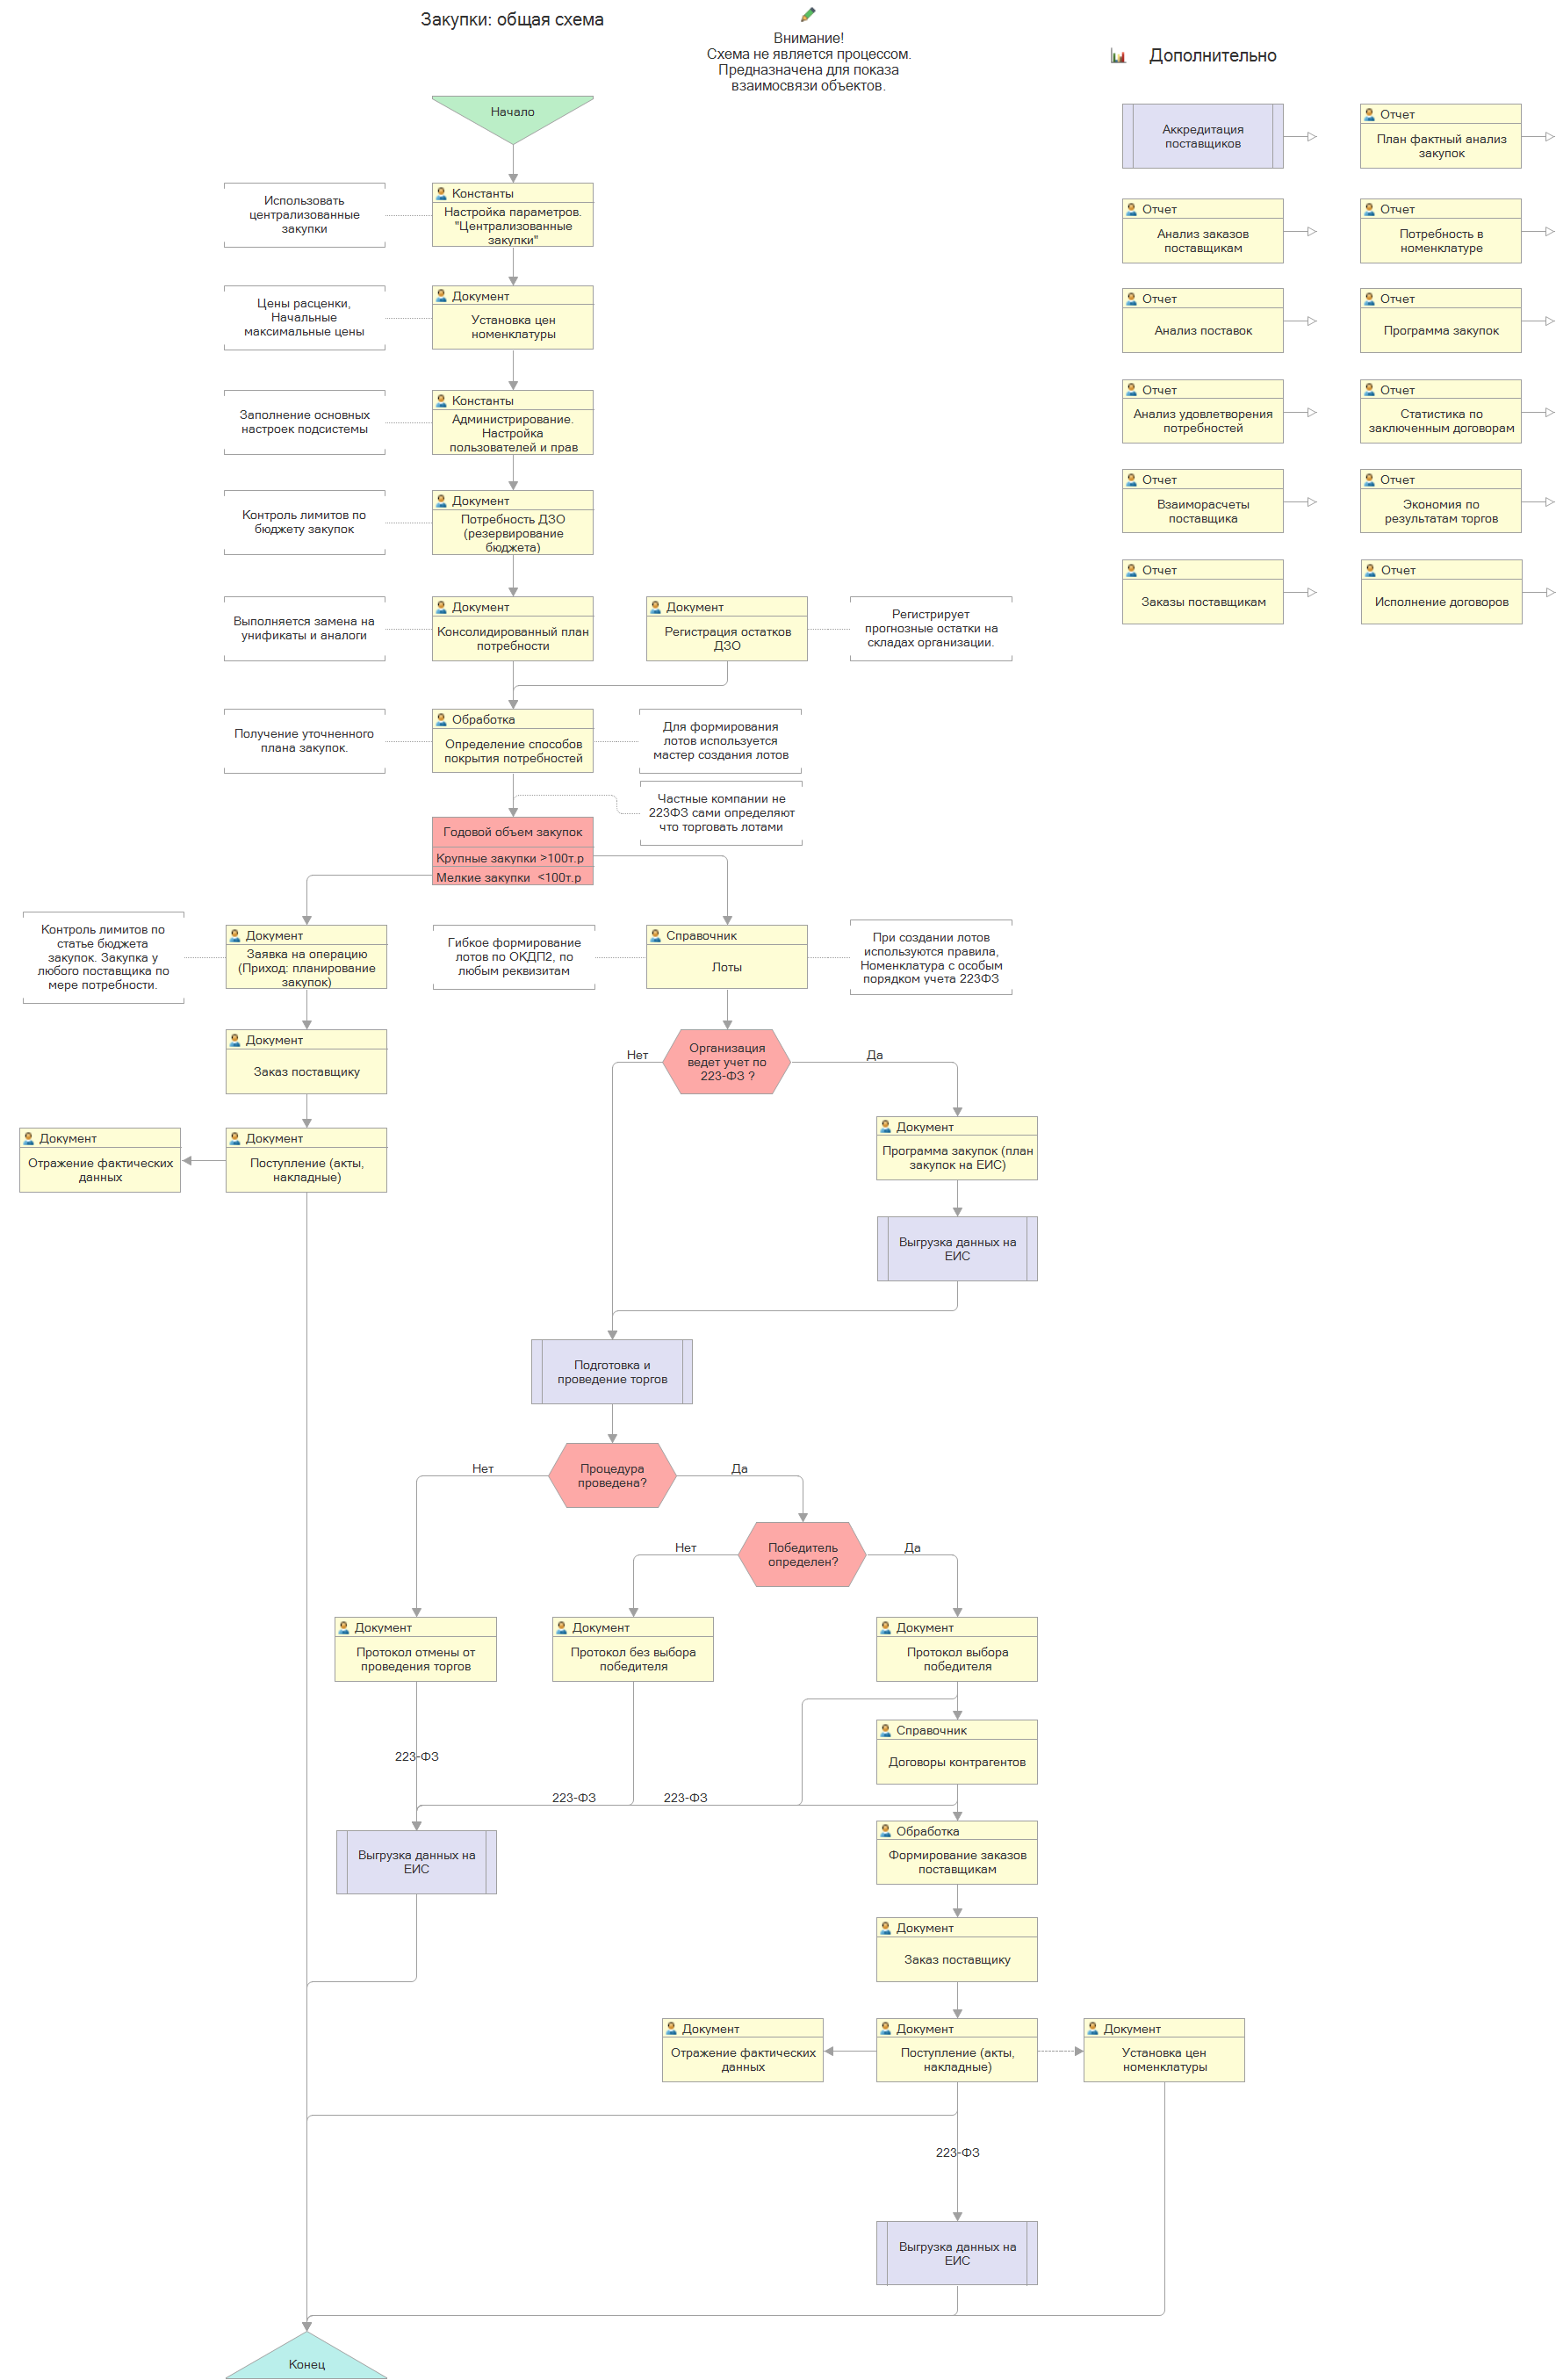 Закупки: общая схема
Внимание!
Схема не является процессом.
Предназначена для показа
взаимосвязи объектов.
Дополнительно
Начало
Использовать
централизованные
закупки
Константы
Настройка параметров.
"Централизованные
закупки"
Цены расценки,
Начальные
максимальные цены
Документ
Установка цен
номенклатуры
Заполнение основных
настроек подсистемы
Константы
Администрирование.
Настройка
пользователей и прав
Контроль лимитов по
бюджету закупок
Документ
Потребность ДЗО
(резервирование
бюджета)
Выполняется замена на
унификаты и аналоги
Документ
Консолидированный план
потребности
Документ
Регистрация остатков
ДЗО
Регистрирует
прогнозные остатки на
складах организации.
Получение уточненного
плана закупок.
Обработка
Определение способов
покрытия потребностей
Для формирования
лотов используется
мастер создания лотов
Частные компании не
223ФЗ сами определяют
что торговать лотами
Годовой объем закупок
Крупные закупки >100т.р
Мелкие закупки <100т.р
Аккредитация
поставщиков
Отчет
План фактный анализ
закупок
Отчет
Анализ заказов
поставщикам
Отчет
Потребность в
номенклатуре
Отчет
Анализ поставок
Отчет
Программа закупок
Отчет
Анализ удовлетворения
потребностей
Отчет
Статистика по
заключенным договорам
Отчет
Взаиморасчеты
поставщика
Отчет
Экономия по
результатам торгов
Отчет
Заказы поставщикам
Отчет
Исполнение договоров
Контроль лимитов по
статье бюджета
закупок. Закупка у
любого поставщика по
мере потребности.
Документ
Заявка на операцию
(Приход: планирование
закупок)
Гибкое формирование
лотов по ОКДП2, по
любым реквизитам
Справочник
Лоты
При создании лотов
используются правила,
Номенклатура с особым
порядком учета 223ФЗ
Документ
Заказ поставщику
Нет
Организация
ведет учет по
223-ФЗ ?
Да
Документ
Отражение фактических
данных
Документ
Поступление (акты,
накладные)
Документ
Программа закупок (план
закупок на ЕИС)
Выгрузка данных на
ЕИС
Подготовка и
проведение торгов
Нет
Процедура
проведена?
Да
Нет
Победитель
определен?
Да
Документ
Протокол отмены от
проведения торгов
Документ
Протокол без выбора
победителя
Документ
Протокол выбора
победителя
Справочник
Договоры контрагентов
223-ФЗ
223-ФЗ
223-ФЗ
Выгрузка данных на
ЕИС
Обработка
Формирование заказов
поставщикам
Документ
Заказ поставщику
Документ
Отражение фактических
данных
Документ
Поступление (акты,
накладные)
Документ
Установка цен
номенклатуры
223-ФЗ
Выгрузка данных на
ЕИС
Конец